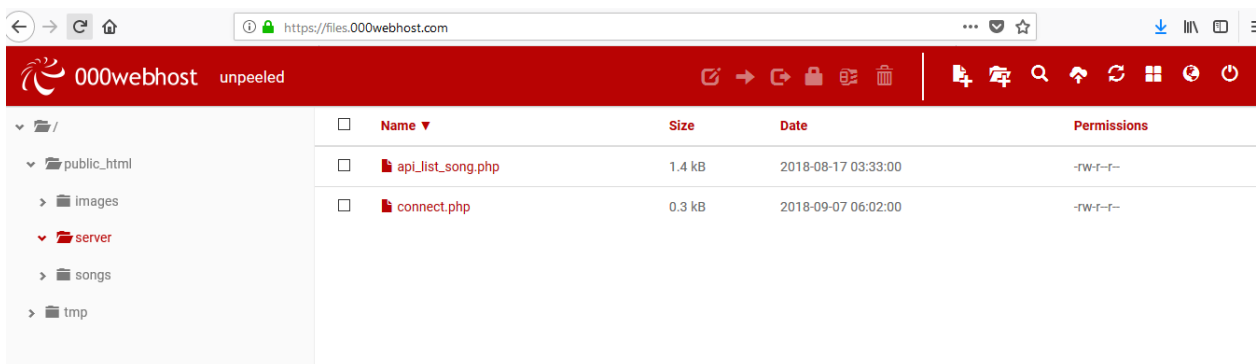 https://files.000webhost.com
000webhost unpeeled
/
public_html
images
server
songs
tmp
Name ▼ Size Date Permissions
api_list_song.php 1.4 kB 2018-08-17 03:33:00 -rw-r--r--
connect.php 0.3 kB 2018-09-07 06:02:00 -rw-r--r--